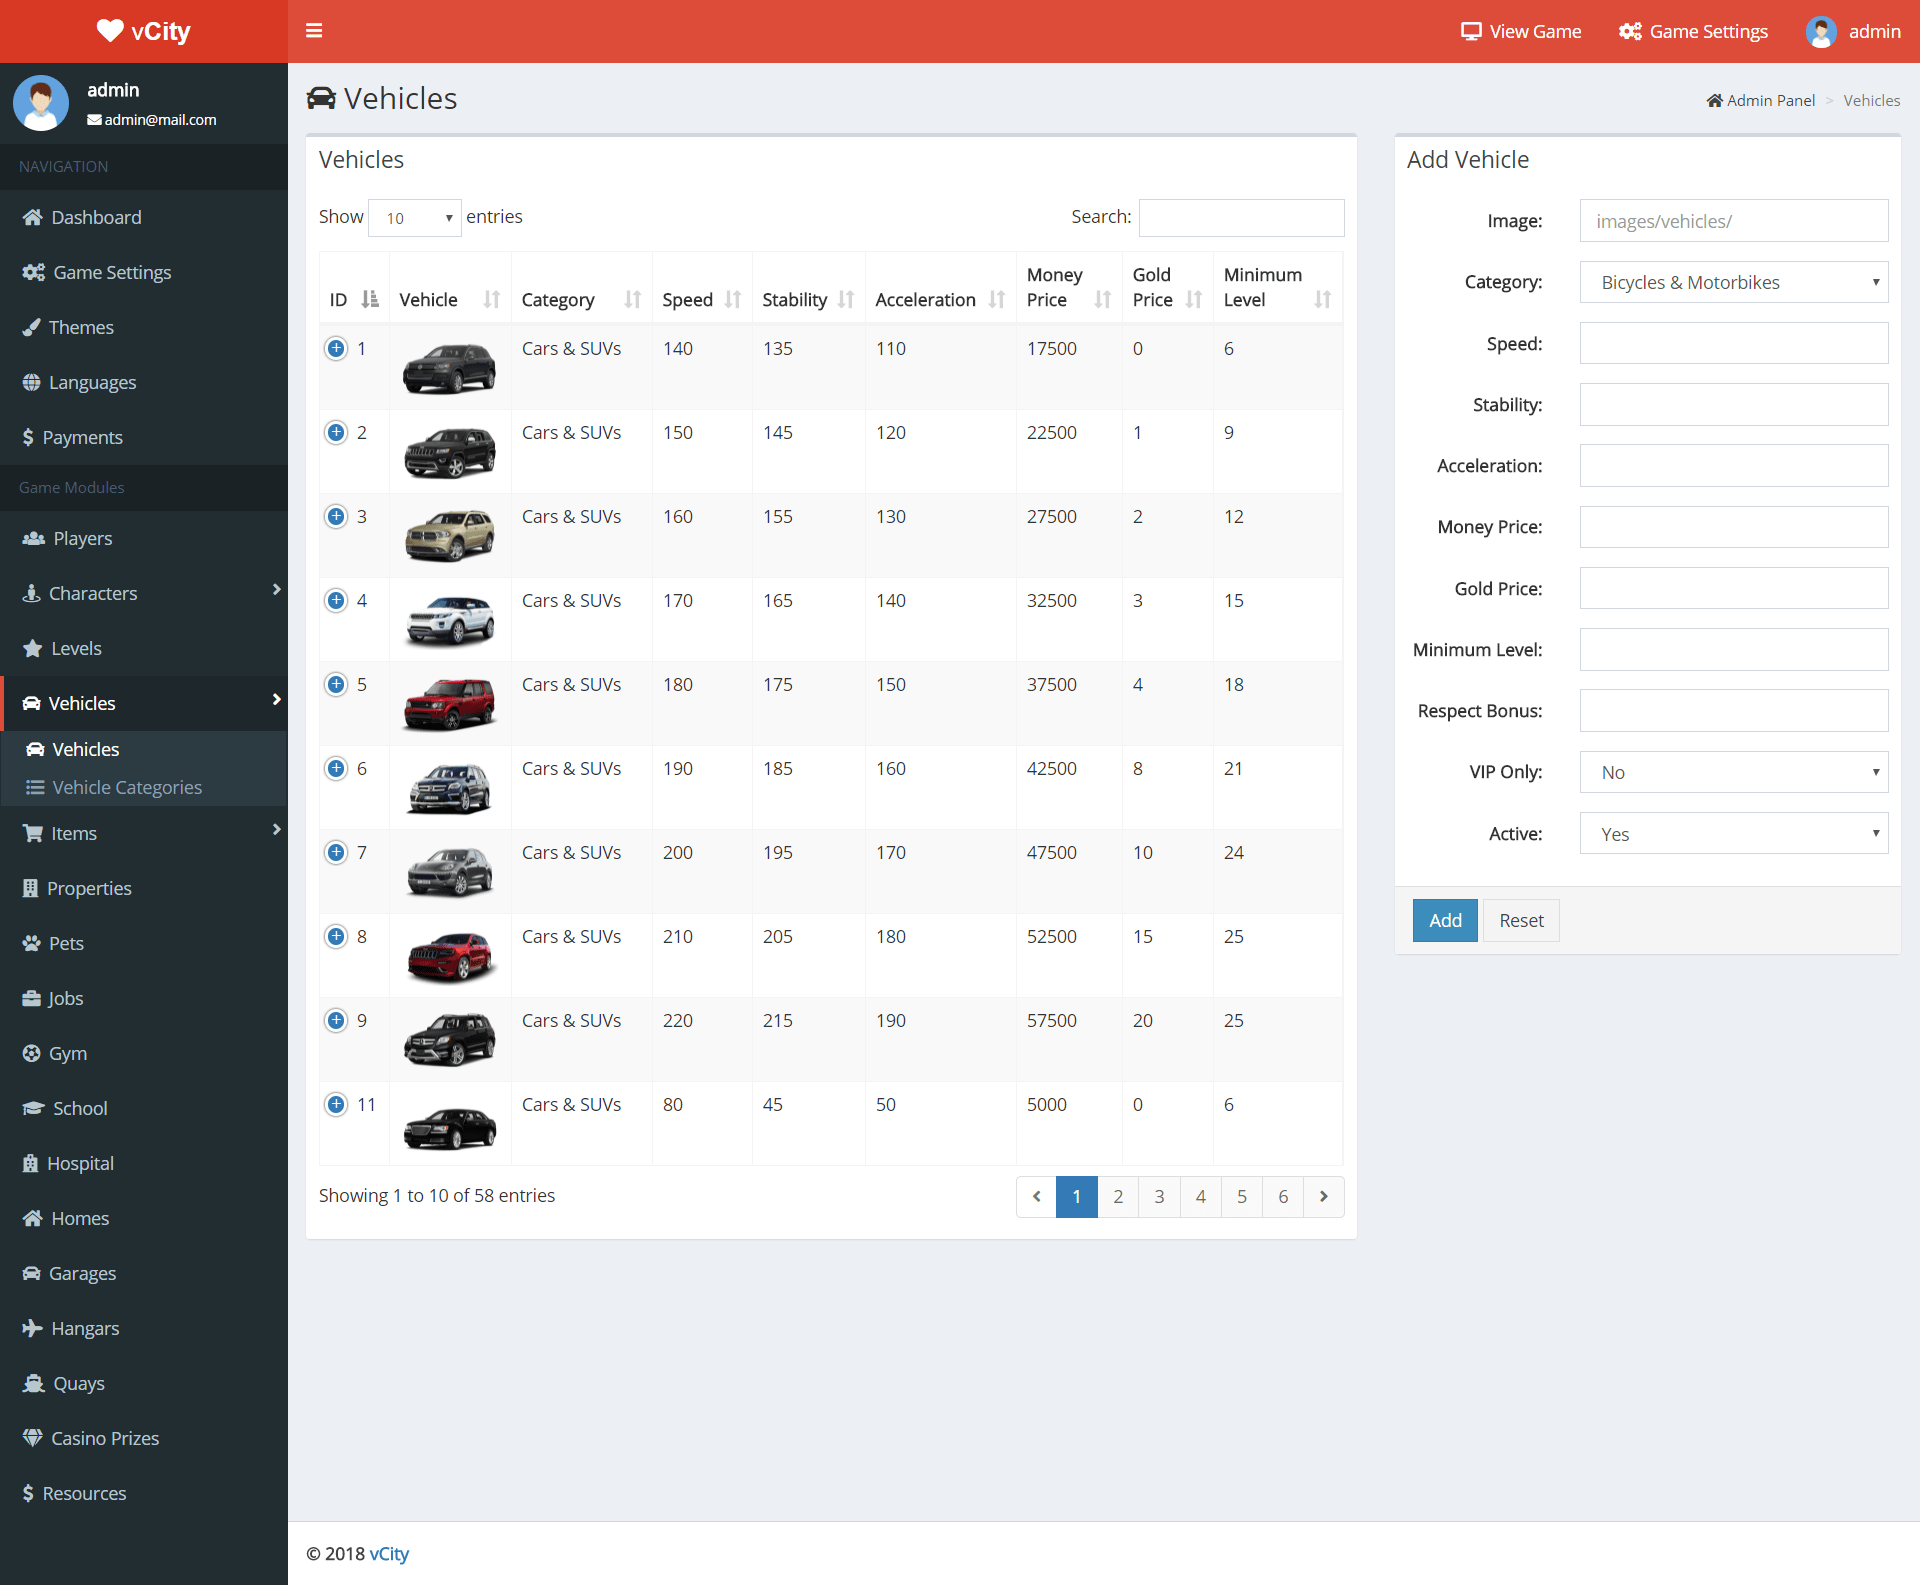 vCity
View Game
Game Settings
admin
admin
admin@mail.com
NAVIGATION
Dashboard
Game Settings
Themes
Languages
Payments
Game Modules
Players
Characters
Levels
Vehicles
Vehicles
Vehicle Categories
Items
Properties
Pets
Jobs
Gym
School
Hospital
Homes
Garages
Hangars
Quays
Casino Prizes
Resources
Vehicles
Admin Panel > Vehicles
Vehicles
Show 10 entries
Search:
ID Vehicle Category Speed Stability Acceleration Money Price Gold Price Minimum Level
1 Cars & SUVs 140 135 110 17500 0 6
2 Cars & SUVs 150 145 120 22500 1 9
3 Cars & SUVs 160 155 130 27500 2 12
4 Cars & SUVs 170 165 140 32500 3 15
5 Cars & SUVs 180 175 150 37500 4 18
6 Cars & SUVs 190 185 160 42500 8 21
7 Cars & SUVs 200 195 170 47500 10 24
8 Cars & SUVs 210 205 180 52500 15 25
9 Cars & SUVs 220 215 190 57500 20 25
11 Cars & SUVs 80 45 50 5000 0 6
Showing 1 to 10 of 58 entries
1 2 3 4 5 6
Add Vehicle
Image: images/vehicles/
Category: Bicycles & Motorbikes
Speed:
Stability:
Acceleration:
Money Price:
Gold Price:
Minimum Level:
Respect Bonus:
VIP Only: No
Active: Yes
Add Reset
© 2018 vCity